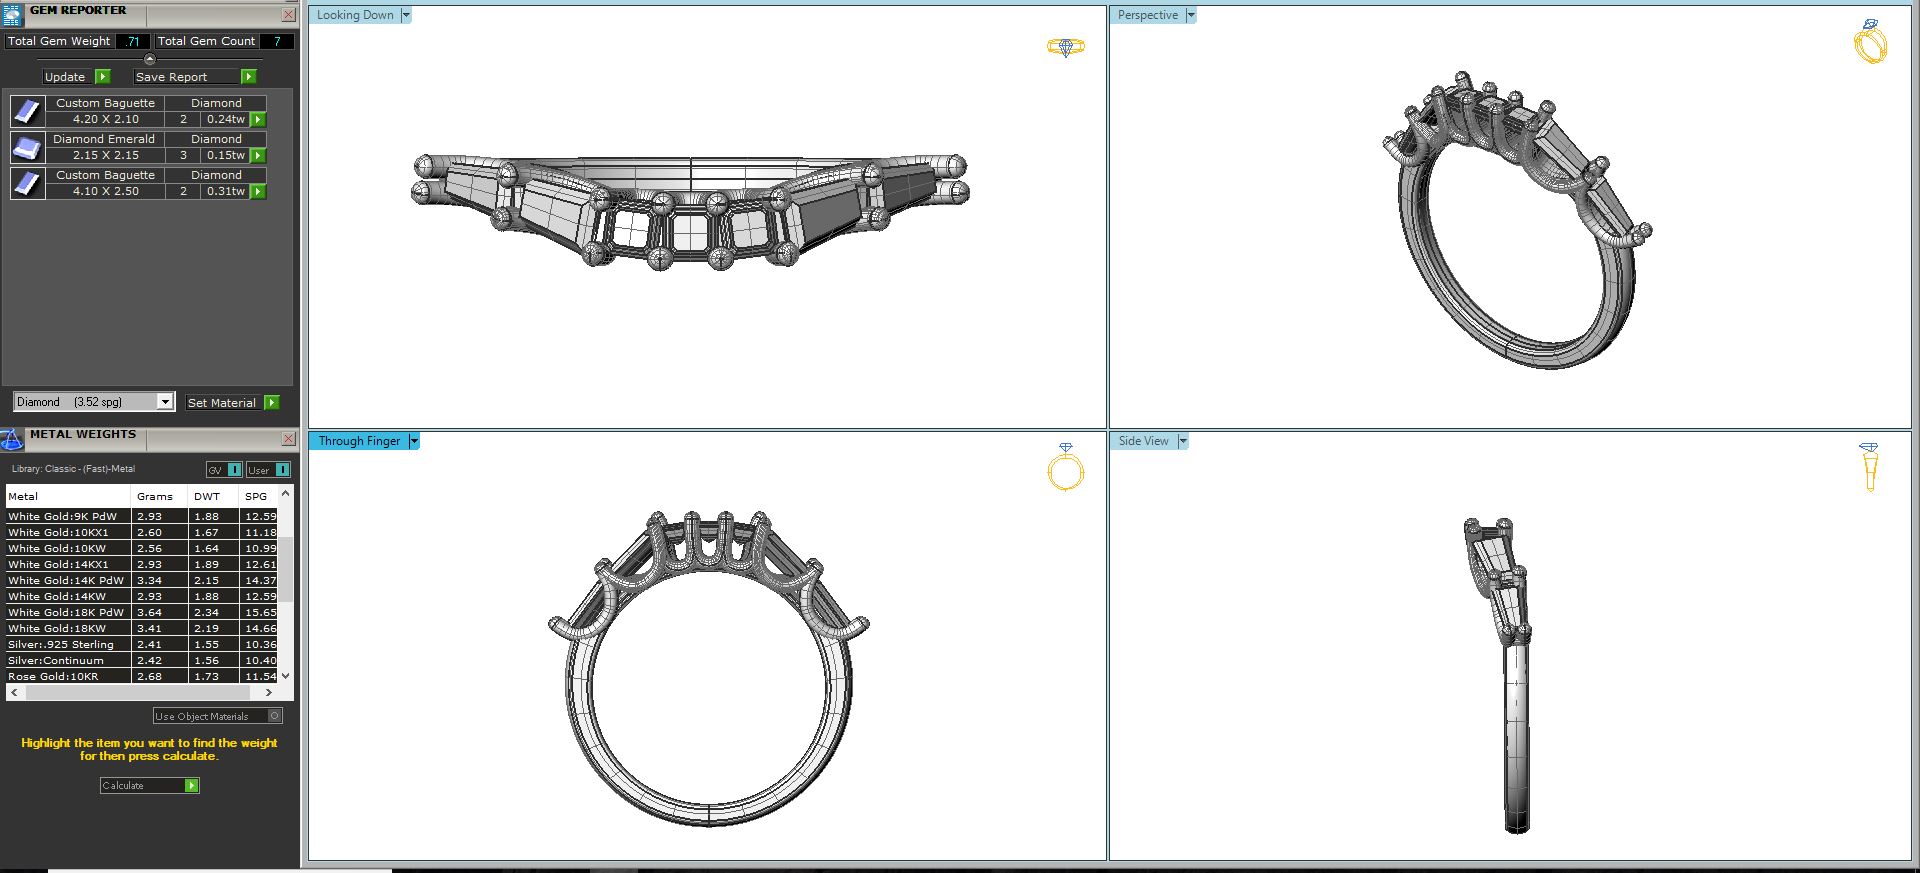 GEM REPORTER
Total Gem Weight .71 Total Gem Count 7
Update Save Report
Custom Baguette Diamond
4.20 X 2.10 2 0.24tw
Diamond Emerald Diamond
2.15 X 2.15 3 0.15tw
Custom Baguette Diamond
4.10 X 2.50 2 0.31tw
Diamond (3.52 spg) Set Material
METAL WEIGHTS
Library: Classic - (Fast)-Metal GV User
Metal Grams DWT SPG
White Gold:9K PdW 2.93 1.88 12.59
White Gold:10KX1 2.60 1.67 11.18
White Gold:10KW 2.56 1.64 10.99
White Gold:14KX1 2.93 1.89 12.61
White Gold:14K PdW 3.34 2.15 14.37
White Gold:14KW 2.93 1.88 12.59
White Gold:18K PdW 3.64 2.34 15.65
White Gold:18KW 3.41 2.19 14.66
Silver:.925 Sterling 2.41 1.55 10.36
Silver:Continuum 2.42 1.56 10.40
Rose Gold:10KR 2.68 1.73 11.54
Use Object Materials
Highlight the item you want to find the weight
for then press calculate.
Calculate
Looking Down
Perspective
Through Finger
Side View